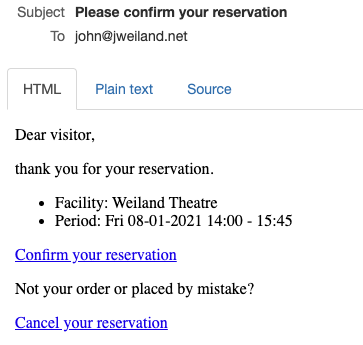 Subject Please confirm your reservation
To john@jweiland.net
HTML Plain text Source
Dear visitor,
thank you for your reservation.
• Facility: Weiland Theatre
• Period: Fri 08-01-2021 14:00 - 15:45
Confirm your reservation
Not your order or placed by mistake?
Cancel your reservation